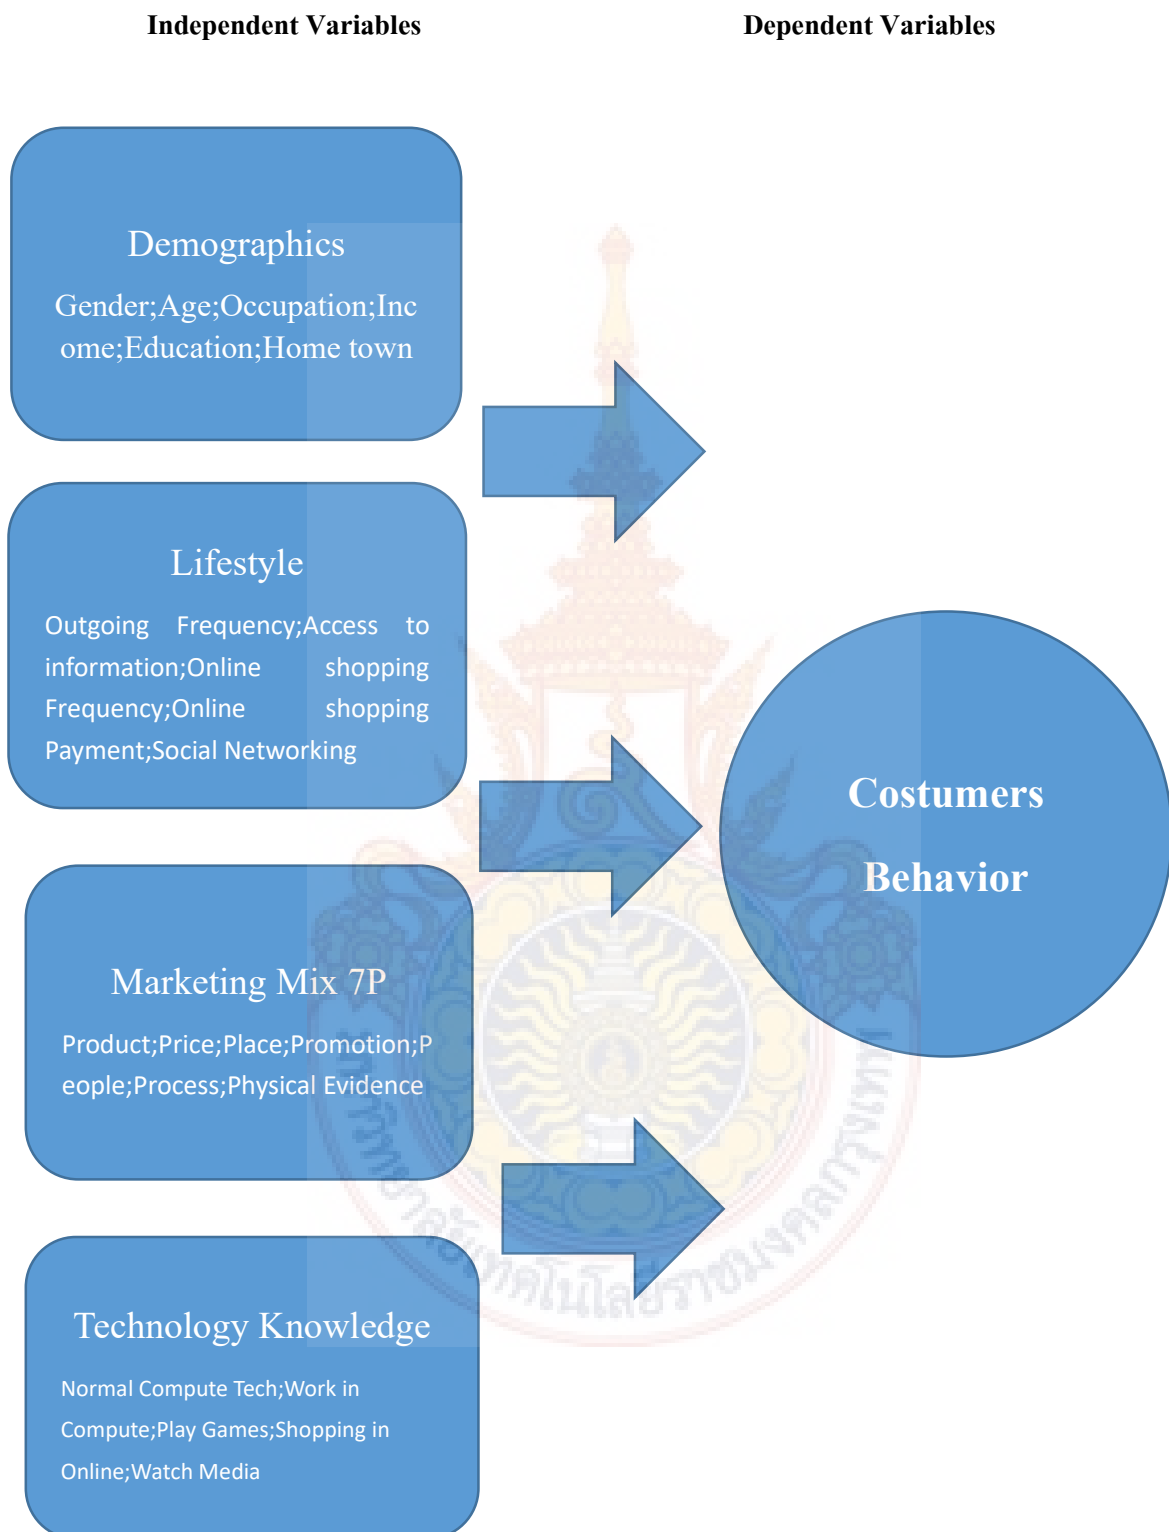 Independent Variables
Dependent Variables
Demographics
Gender;Age;Occupation;Inc
ome;Education;Home town
Lifestyle
Outgoing Frequency;Access to
information;Online shopping
Frequency;Online shopping
Payment;Social Networking
Marketing Mix 7P
Product;Price;Place;Promotion;P
eople;Process;Physical Evidence
Technology Knowledge
Normal Compute Tech;Work in
Compute;Play Games;Shopping in
Online;Watch Media
Costumers
Behavior